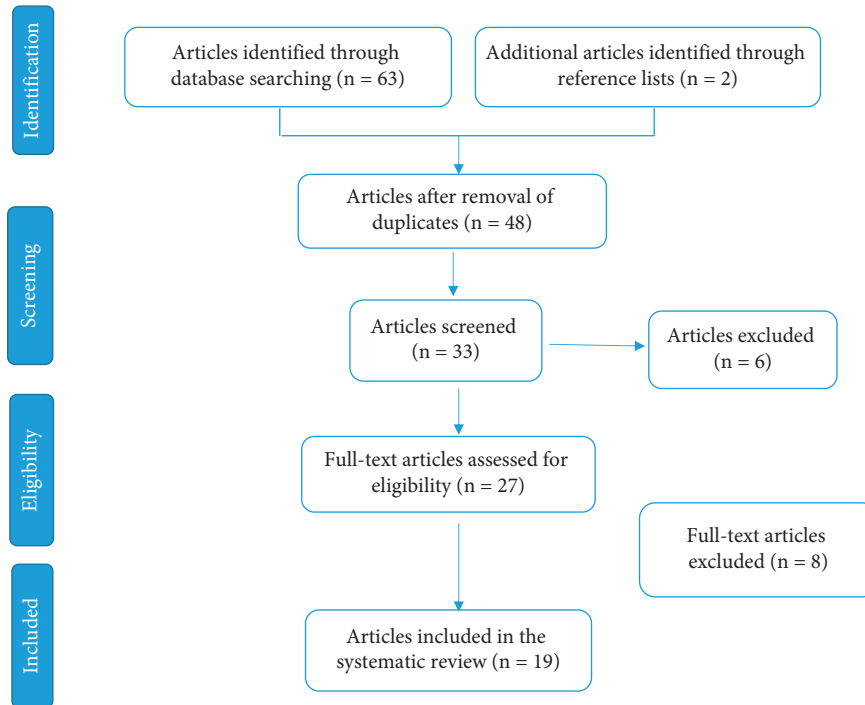 Identification
Articles identified through
database searching (n = 63)
Additional articles identified through
reference lists (n = 2)
Screening
Articles after removal of
duplicates (n = 48)
Articles screened
(n = 33)
Articles excluded
(n = 6)
Eligibility
Full-text articles assessed for
eligibility (n = 27)
Full-text articles
excluded (n = 8)
Included
Articles included in the
systematic review (n = 19)